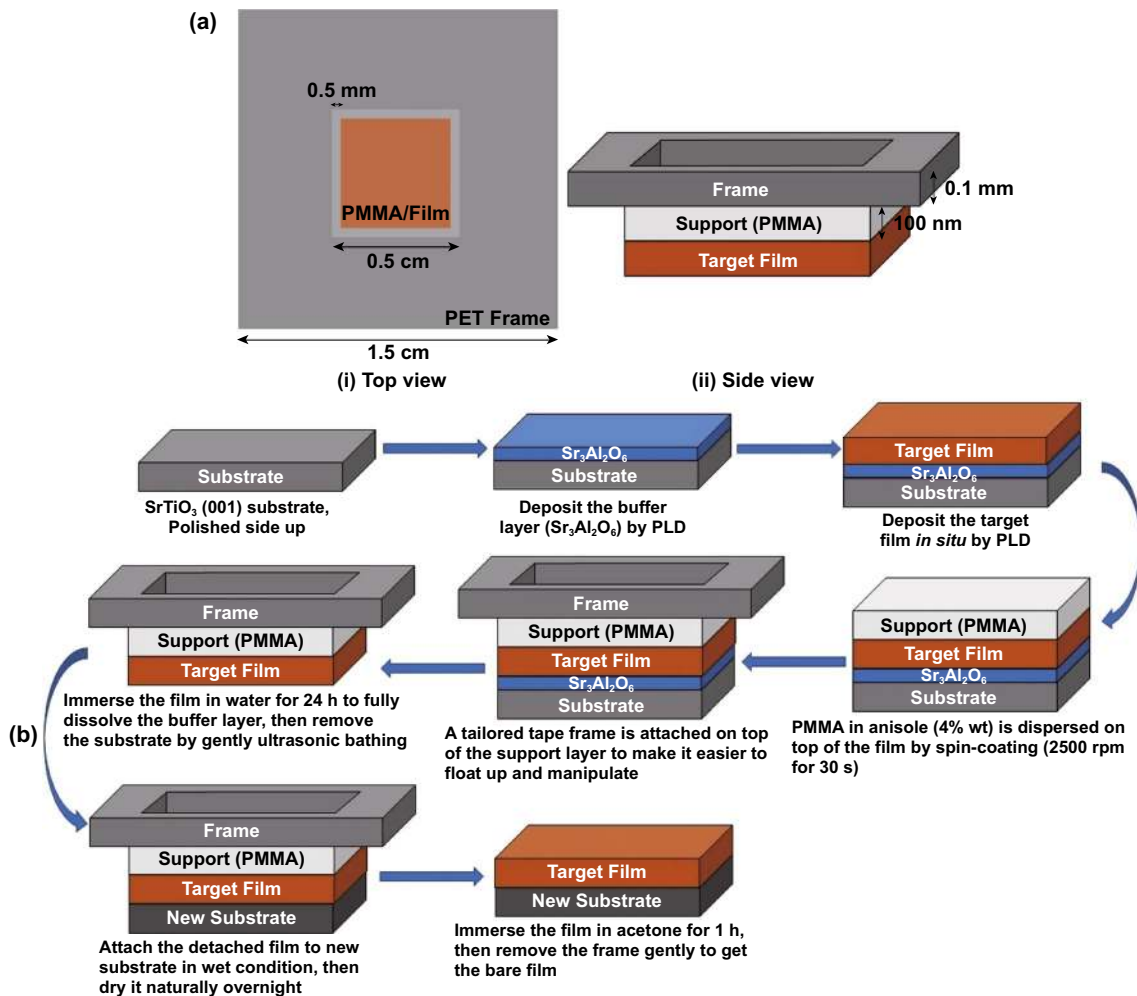 (a)
0.5 mm
PMMA/Film
0.5 cm
PET Frame
1.5 cm
(i) Top view
Frame
0.1 mm
Support (PMMA)
100 nm
Target Film
(ii) Side view
(b)
Substrate
SrTiO₃ (001) substrate,
Polished side up
Sr₃Al₂O₆
Substrate
Deposit the buffer
layer (Sr₃Al₂O₆) by PLD
Target Film
Sr₃Al₂O₆
Substrate
Deposit the target
film in situ by PLD
Support (PMMA)
Target Film
Sr₃Al₂O₆
Substrate
PMMA in anisole (4% wt) is dispersed on
top of the film by spin-coating (2500 rpm
for 30 s)
Frame
Support (PMMA)
Target Film
Sr₃Al₂O₆
Substrate
A tailored tape frame is attached on top
of the support layer to make it easier to
float up and manipulate
Frame
Support (PMMA)
Target Film
Immerse the film in water for 24 h to fully
dissolve the buffer layer, then remove
the substrate by gently ultrasonic bathing
Frame
Support (PMMA)
Target Film
New Substrate
Attach the detached film to new
substrate in wet condition, then
dry it naturally overnight
Target Film
New Substrate
Immerse the film in acetone for 1 h,
then remove the frame gently to get
the bare film